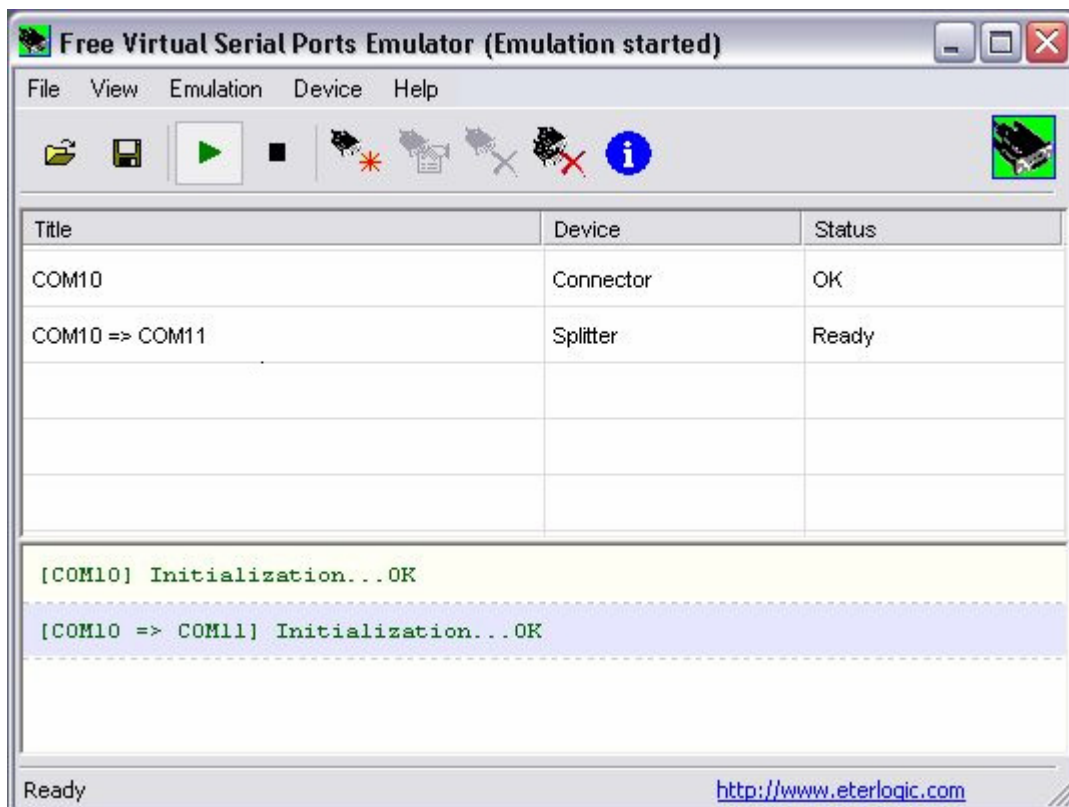 Free Virtual Serial Ports Emulator (Emulation started)
File View Emulation Device Help
Title Device Status
COM10 Connector OK
COM10 => COM11 Splitter Ready
[COM10] Initialization...OK
[COM10 => COM11] Initialization...OK
Ready http://www.eterlogic.com